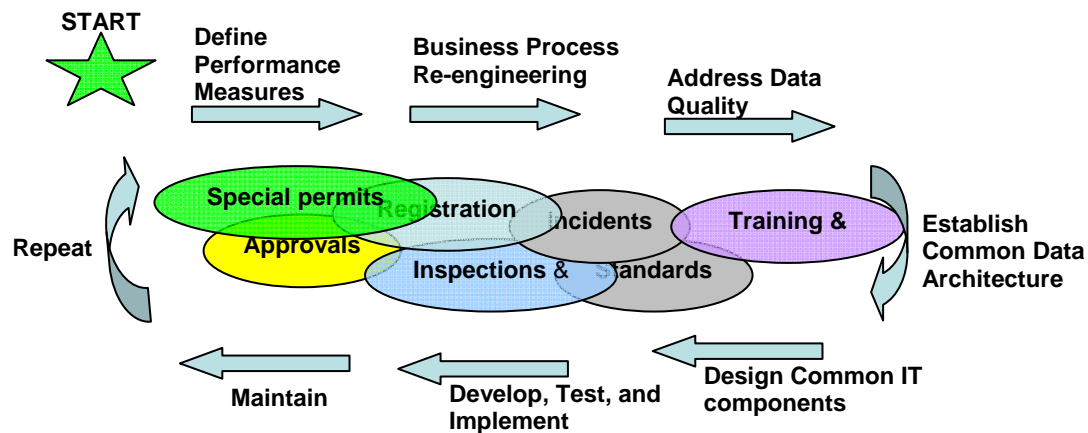 START
Define
Performance
Measures
Business Process
Re-engineering
Address Data
Quality
Special permits
Registration
Incidents
Training &
Approvals
Inspections &
Standards
Repeat
Establish
Common Data
Architecture
Maintain
Develop, Test, and
Implement
Design Common IT
components